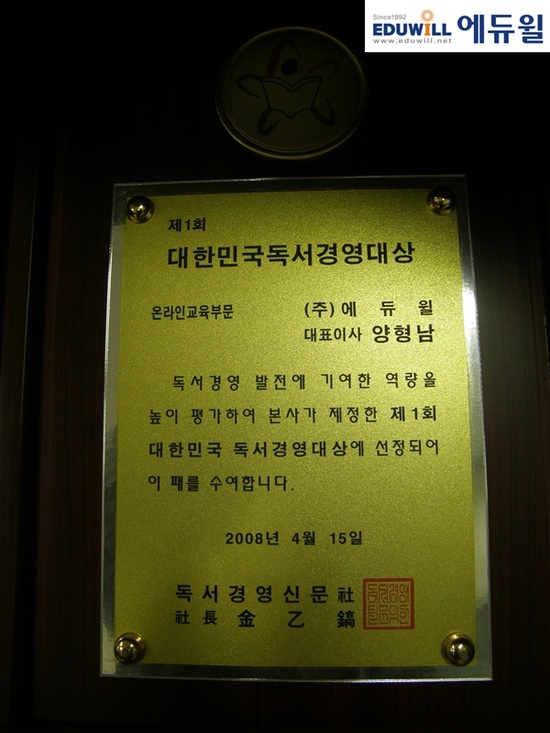 Since1992
EDUWILL 에듀윌
www.eduwill.net
제1회
대한민국독서경영대상
온라인교육부문 (주)에 듀 윌
대표이사 양형남
독서경영 발전에 기여한 역량을
높이 평가하여 본사가 제정한 제1회
대한민국 독서경영대상에 선정되어
이 패를 수여합니다.
2008년 4월 15일
독서경영신문社
社長 金乙鎬